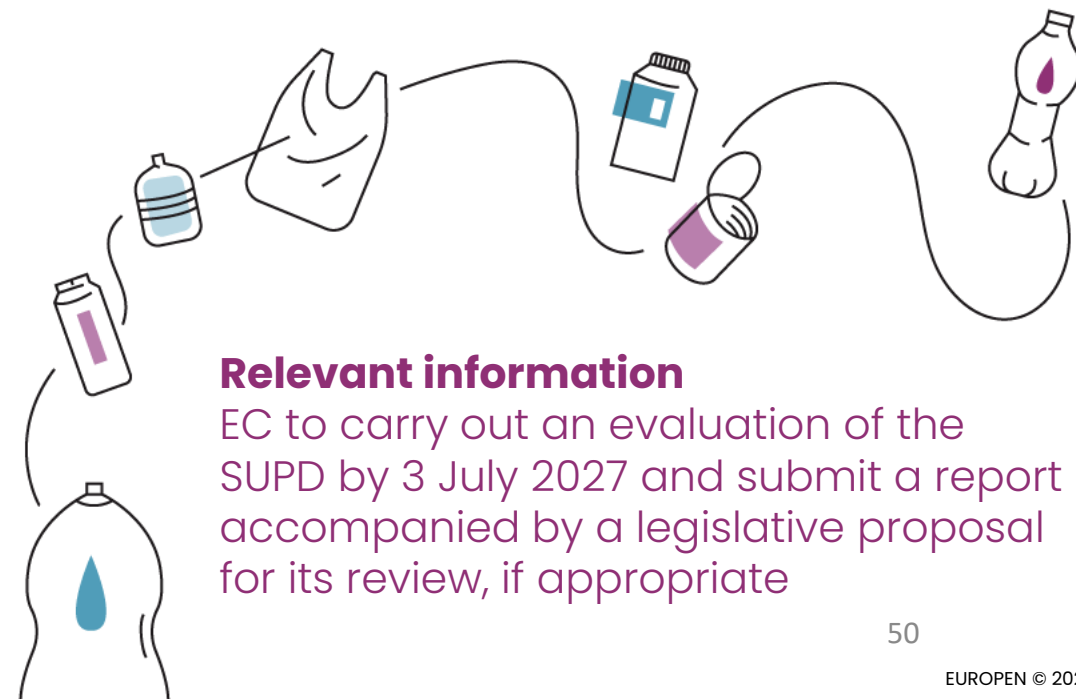 Relevant information
EC to carry out an evaluation of the
SUPD by 3 July 2027 and submit a report
accompanied by a legislative proposal
for its review, if appropriate
50
EUROPEN ©